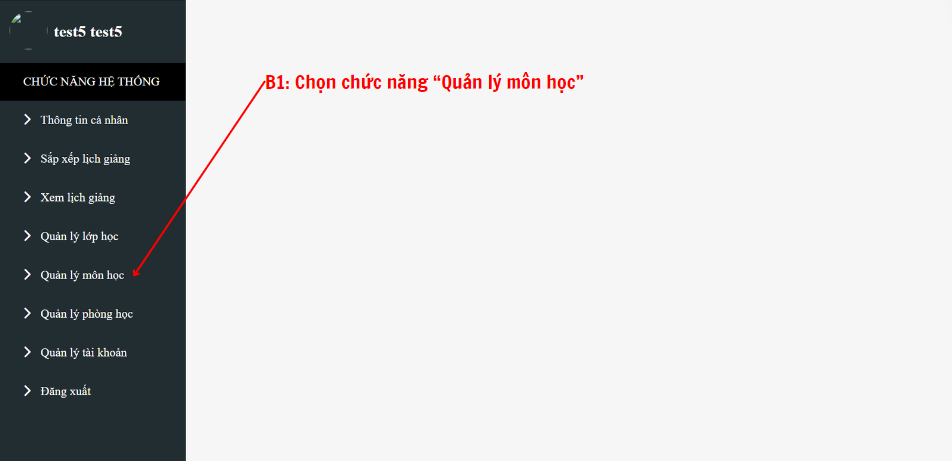 test5 test5
CHỨC NĂNG HỆ THỐNG
B1: Chọn chức năng “Quản lý môn học”
Thông tin cá nhân
Sắp xếp lịch giảng
Xem lịch giảng
Quản lý lớp học
Quản lý môn học
Quản lý phòng học
Quản lý tài khoản
Đăng xuất